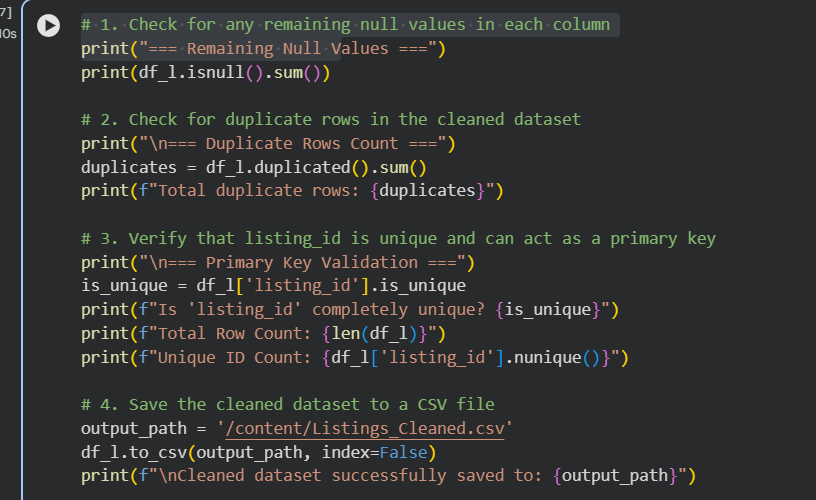 7]
10s
# 1. Check for any remaining null values in each column
print("=== Remaining Null Values ===")
print(df_l.isnull().sum())
# 2. Check for duplicate rows in the cleaned dataset
print("\n=== Duplicate Rows Count ===")
duplicates = df_l.duplicated().sum()
print(f"Total duplicate rows: {duplicates}")
# 3. Verify that listing_id is unique and can act as a primary key
print("\n=== Primary Key Validation ===")
is_unique = df_l['listing_id'].is_unique
print(f"Is 'listing_id' completely unique? {is_unique}")
print(f"Total Row Count: {len(df_l)}")
print(f"Unique ID Count: {df_l['listing_id'].nunique()}")
# 4. Save the cleaned dataset to a CSV file
output_path = '/content/Listings_Cleaned.csv'
df_l.to_csv(output_path, index=False)
print(f"\nCleaned dataset successfully saved to: {output_path}")